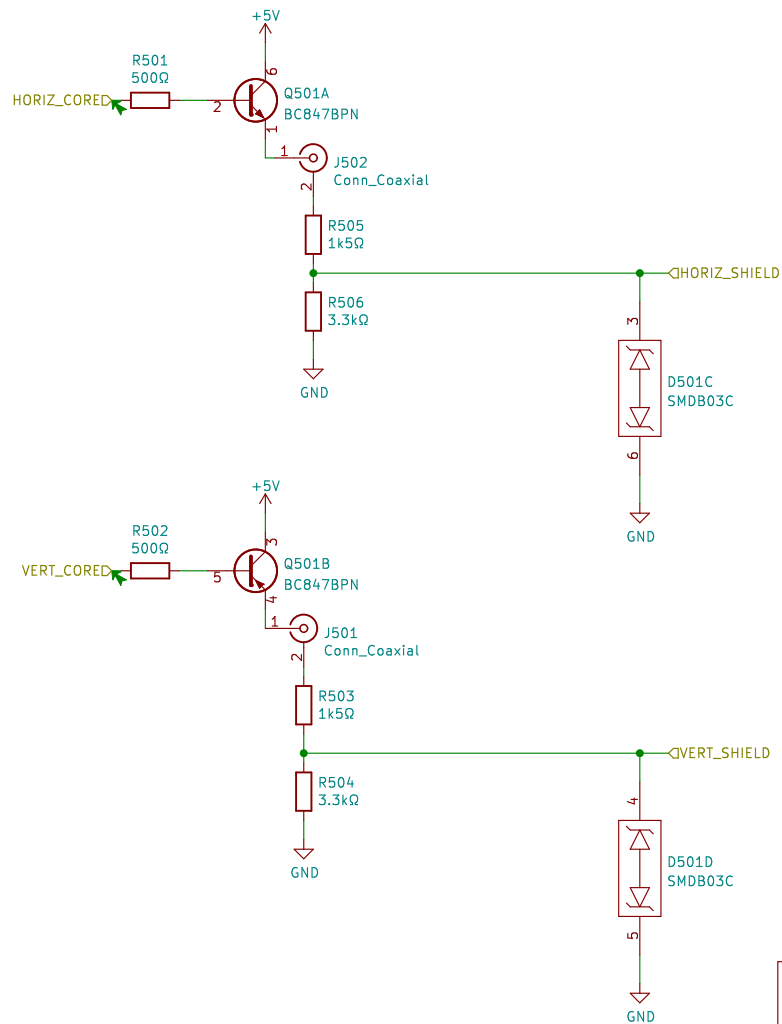 +5V
R501
500Ω
6
HORIZ_CORE
2
Q501A
BC847BPN
1
1
J502
Conn_Coaxial
2
R505
1k5Ω
HORIZ_SHIELD
R506
3.3kΩ
3
GND
D501C
SMDB03C
6
+5V
GND
R502
500Ω
3
VERT_CORE
5
Q501B
BC847BPN
4
1
J501
Conn_Coaxial
2
R503
1k5Ω
VERT_SHIELD
R504
3.3kΩ
4
GND
D501D
SMDB03C
5
GND